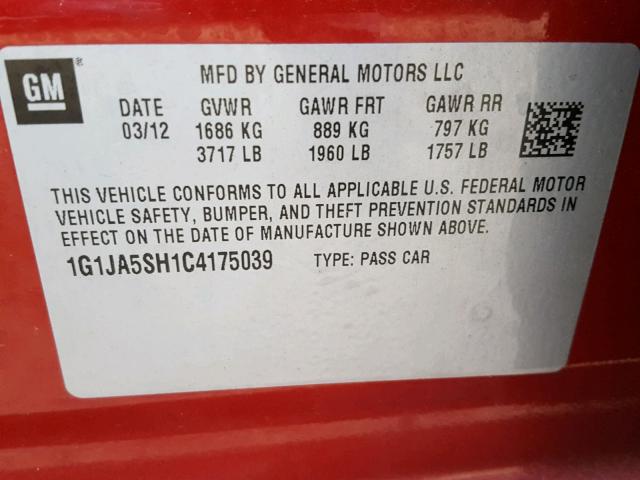 GM®
MFD BY GENERAL MOTORS LLC
DATE GVWR GAWR FRT GAWR RR
03/12 1686 KG 889 KG 797 KG
3717 LB 1960 LB 1757 LB
THIS VEHICLE CONFORMS TO ALL APPLICABLE U.S. FEDERAL MOTOR
VEHICLE SAFETY, BUMPER, AND THEFT PREVENTION STANDARDS IN
EFFECT ON THE DATE OF MANUFACTURE SHOWN ABOVE.
1G1JA5SH1C4175039 TYPE: PASS CAR